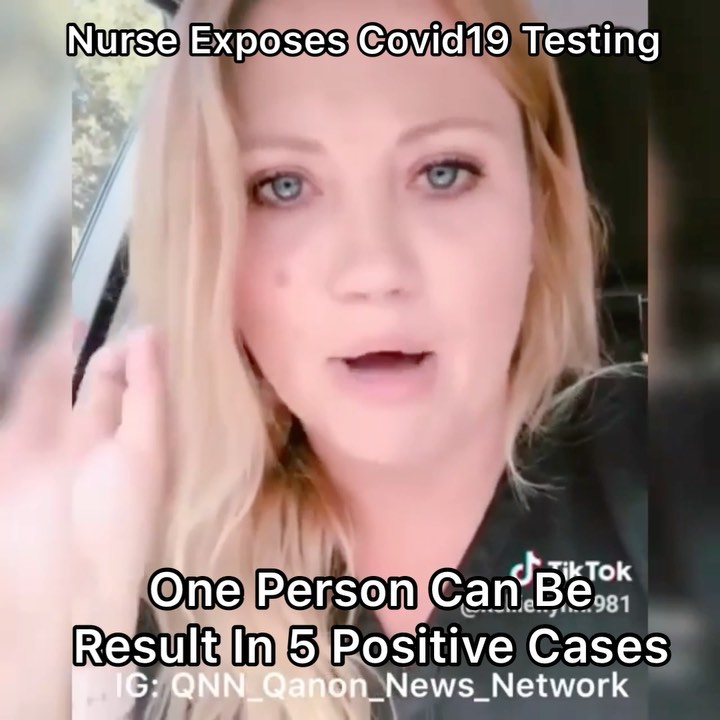 Nurse Exposes Covid19 Testing
TikTok
One Person Can Be
Result In 5 Positive Cases
IG: QNN_Qanon_News_Network